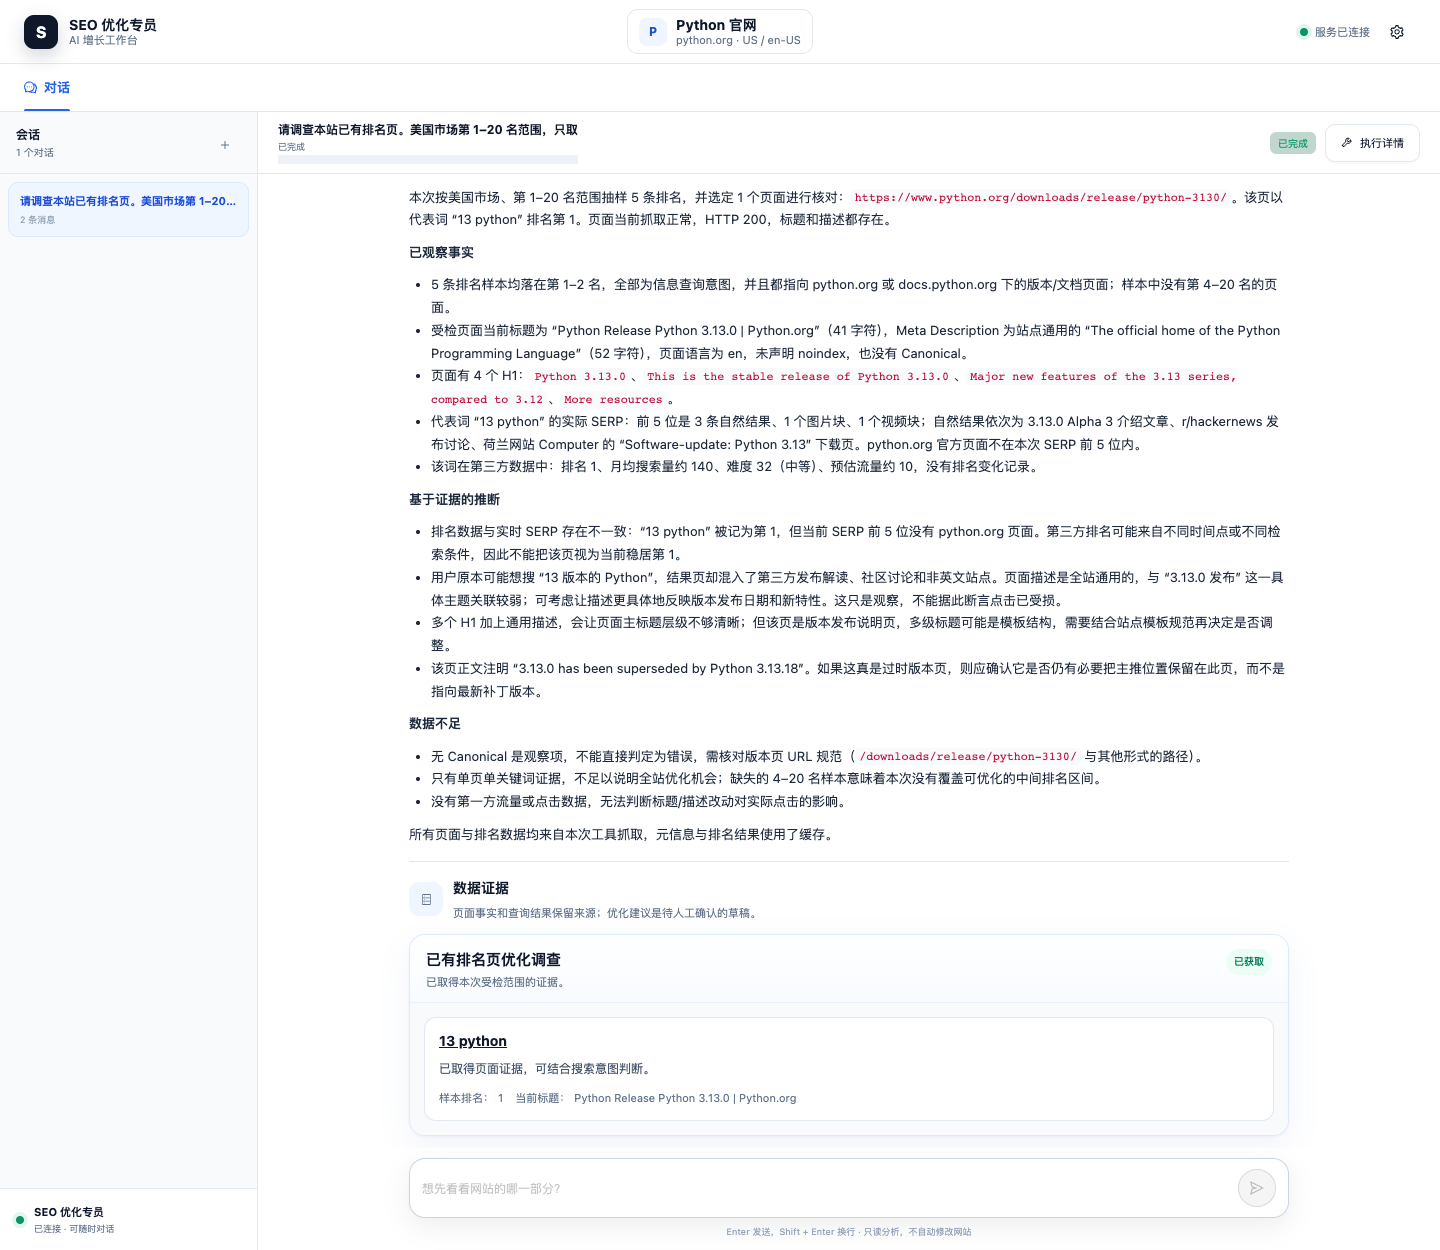 S
SEO 优化专员
AI 增长工作台
P
Python 官网
python.org · US / en-US
服务已连接
对话
会话
1 个对话
请调查本站已有排名页。美国市场第 1–20...
2 条消息
请调查本站已有排名页。美国市场第 1–20 名范围，只取
已完成
已完成
执行详情
本次按美国市场、第 1–20 名范围抽样 5 条排名，并选定 1 个页面进行核对： https://www.python.org/downloads/release/python-3130/ 。该页以
代表词 “13 python” 排名第 1。页面当前抓取正常，HTTP 200，标题和描述都存在。
已观察事实
• 5 条排名样本均落在第 1–2 名，全部为信息查询意图，并且都指向 python.org 或 docs.python.org 下的版本/文档页面；样本中没有第 4–20 名的页
面。
• 受检页面当前标题为 “Python Release Python 3.13.0 | Python.org”（41 字符），Meta Description 为站点通用的 “The official home of the Python
Programming Language”（52 字符），页面语言为 en，未声明 noindex，也没有 Canonical。
• 页面有 4 个 H1： Python 3.13.0 、 This is the stable release of Python 3.13.0 、 Major new features of the 3.13 series,
compared to 3.12 、 More resources 。
• 代表词 “13 python” 的实际 SERP：前 5 位是 3 条自然结果、1 个图片块、1 个视频块；自然结果依次为 3.13.0 Alpha 3 介绍文章、r/hackernews 发
布讨论、荷兰网站 Computer 的 “Software-update: Python 3.13” 下载页。python.org 官方页面不在本次 SERP 前 5 位内。
• 该词在第三方数据中：排名 1、月均搜索量约 140、难度 32（中等）、预估流量约 10，没有排名变化记录。
基于证据的推断
• 排名数据与实时 SERP 存在不一致：“13 python” 被记为第 1，但当前 SERP 前 5 位没有 python.org 页面。第三方排名可能来自不同时间点或不同检
索条件，因此不能把该页视为当前稳居第 1。
• 用户原本可能想搜 “13 版本的 Python”，结果页却混入了第三方发布解读、社区讨论和非英文站点。页面描述是全站通用的，与 “3.13.0 发布” 这一具
体主题关联较弱；可考虑让描述更具体地反映版本发布日期和新特性。这只是观察，不能据此断言点击已受损。
• 多个 H1 加上通用描述，会让页面主标题层级不够清晰；但该页是版本发布说明页，多级标题可能是模板结构，需要结合站点模板规范再决定是否调
整。
• 该页正文注明 “3.13.0 has been superseded by Python 3.13.18”。如果这真是过时版本页，则应确认它是否仍有必要把主推位置保留在此页，而不是
指向最新补丁版本。
数据不足
• 无 Canonical 是观察项，不能直接判定为错误，需核对版本页 URL 规范（ /downloads/release/python-3130/ 与其他形式的路径）。
• 只有单页单关键词证据，不足以说明全站优化机会；缺失的 4–20 名样本意味着本次没有覆盖可优化的中间排名区间。
• 没有第一方流量或点击数据，无法判断标题/描述改动对实际点击的影响。
所有页面与排名数据均来自本次工具抓取，元信息与排名结果使用了缓存。
数据证据
页面事实和查询结果保留来源；优化建议是待人工确认的草稿。
已有排名页优化调查
已取得本次受检范围的证据。
已获取
13 python
已取得页面证据，可结合搜索意图判断。
样本排名： 1 当前标题： Python Release Python 3.13.0 | Python.org
想先看看网站的哪一部分?
SEO 优化专员
已连接 · 可随时对话
Enter 发送，Shift + Enter 换行 · 只读分析，不自动修改网站